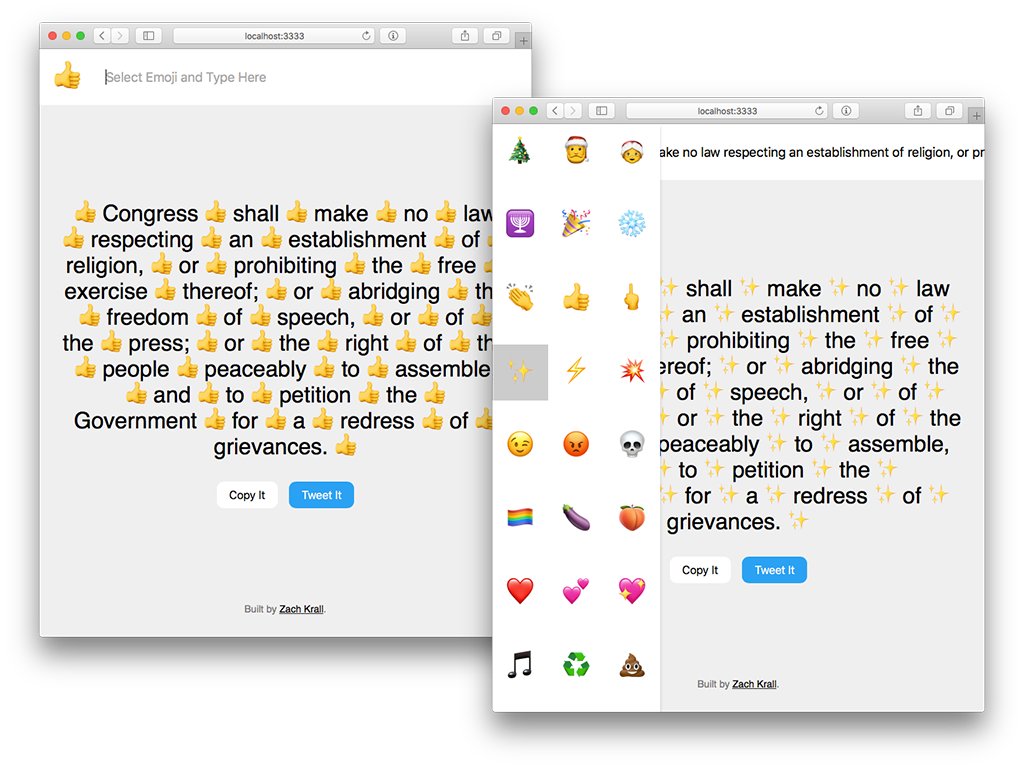 localhost:3333
Select Emoji and Type Here
👍 Congress 👍 shall 👍 make 👍 no 👍 law
👍 respecting 👍 an 👍 establishment 👍 of
religion, 👍 or 👍 prohibiting 👍 the 👍 free
exercise 👍 thereof; 👍 or 👍 abridging 👍 th
👍 freedom 👍 of 👍 speech, 👍 or 👍 of 👍
the 👍 press; 👍 or 👍 the 👍 right 👍 of 👍 th
👍 people 👍 peaceably 👍 to 👍 assemble
👍 and 👍 to 👍 petition 👍 the 👍
Government 👍 for 👍 a 👍 redress 👍 of 👍
grievances. 👍
Copy It
Tweet It
Built by Zach Krall.
localhost:3333
ake no law respecting an establishment of religion, or pr
✨ shall ✨ make ✨ no ✨ law
✨ an ✨ establishment ✨ of ✨
✨ prohibiting ✨ the ✨ free ✨
ereof; ✨ or ✨ abridging ✨ the
✨ of ✨ speech, ✨ or ✨ of ✨
✨ or ✨ the ✨ right ✨ of ✨ the
peaceably ✨ to ✨ assemble,
✨ to ✨ petition ✨ the ✨
✨ for ✨ a ✨ redress ✨ of ✨
grievances. ✨
Copy It
Tweet It
Built by Zach Krall.